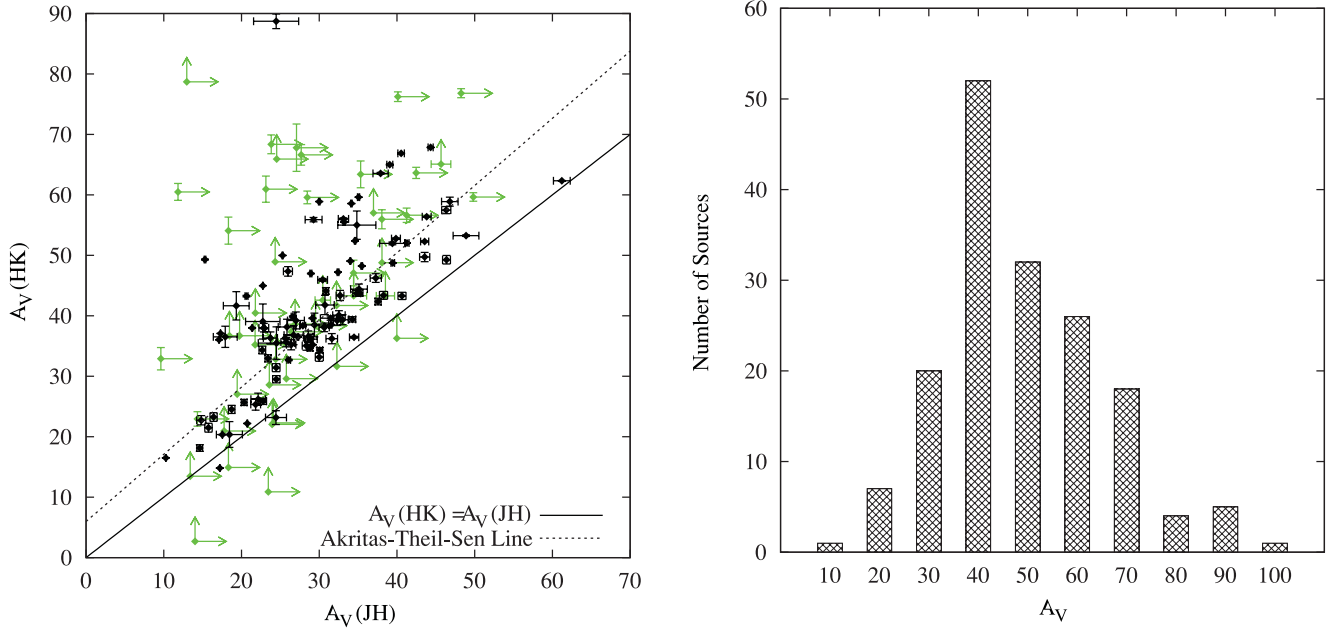 90
80
70
60
50
40
30
20
10
0
A_V (HK)
0 10 20 30 40 50 60 70
A_V (JH)
A_V (HK) =A_V (JH)
Akritas-Theil-Sen Line
60
50
40
30
20
10
0
Number of Sources
10 20 30 40 50 60 70 80 90 100
A_V